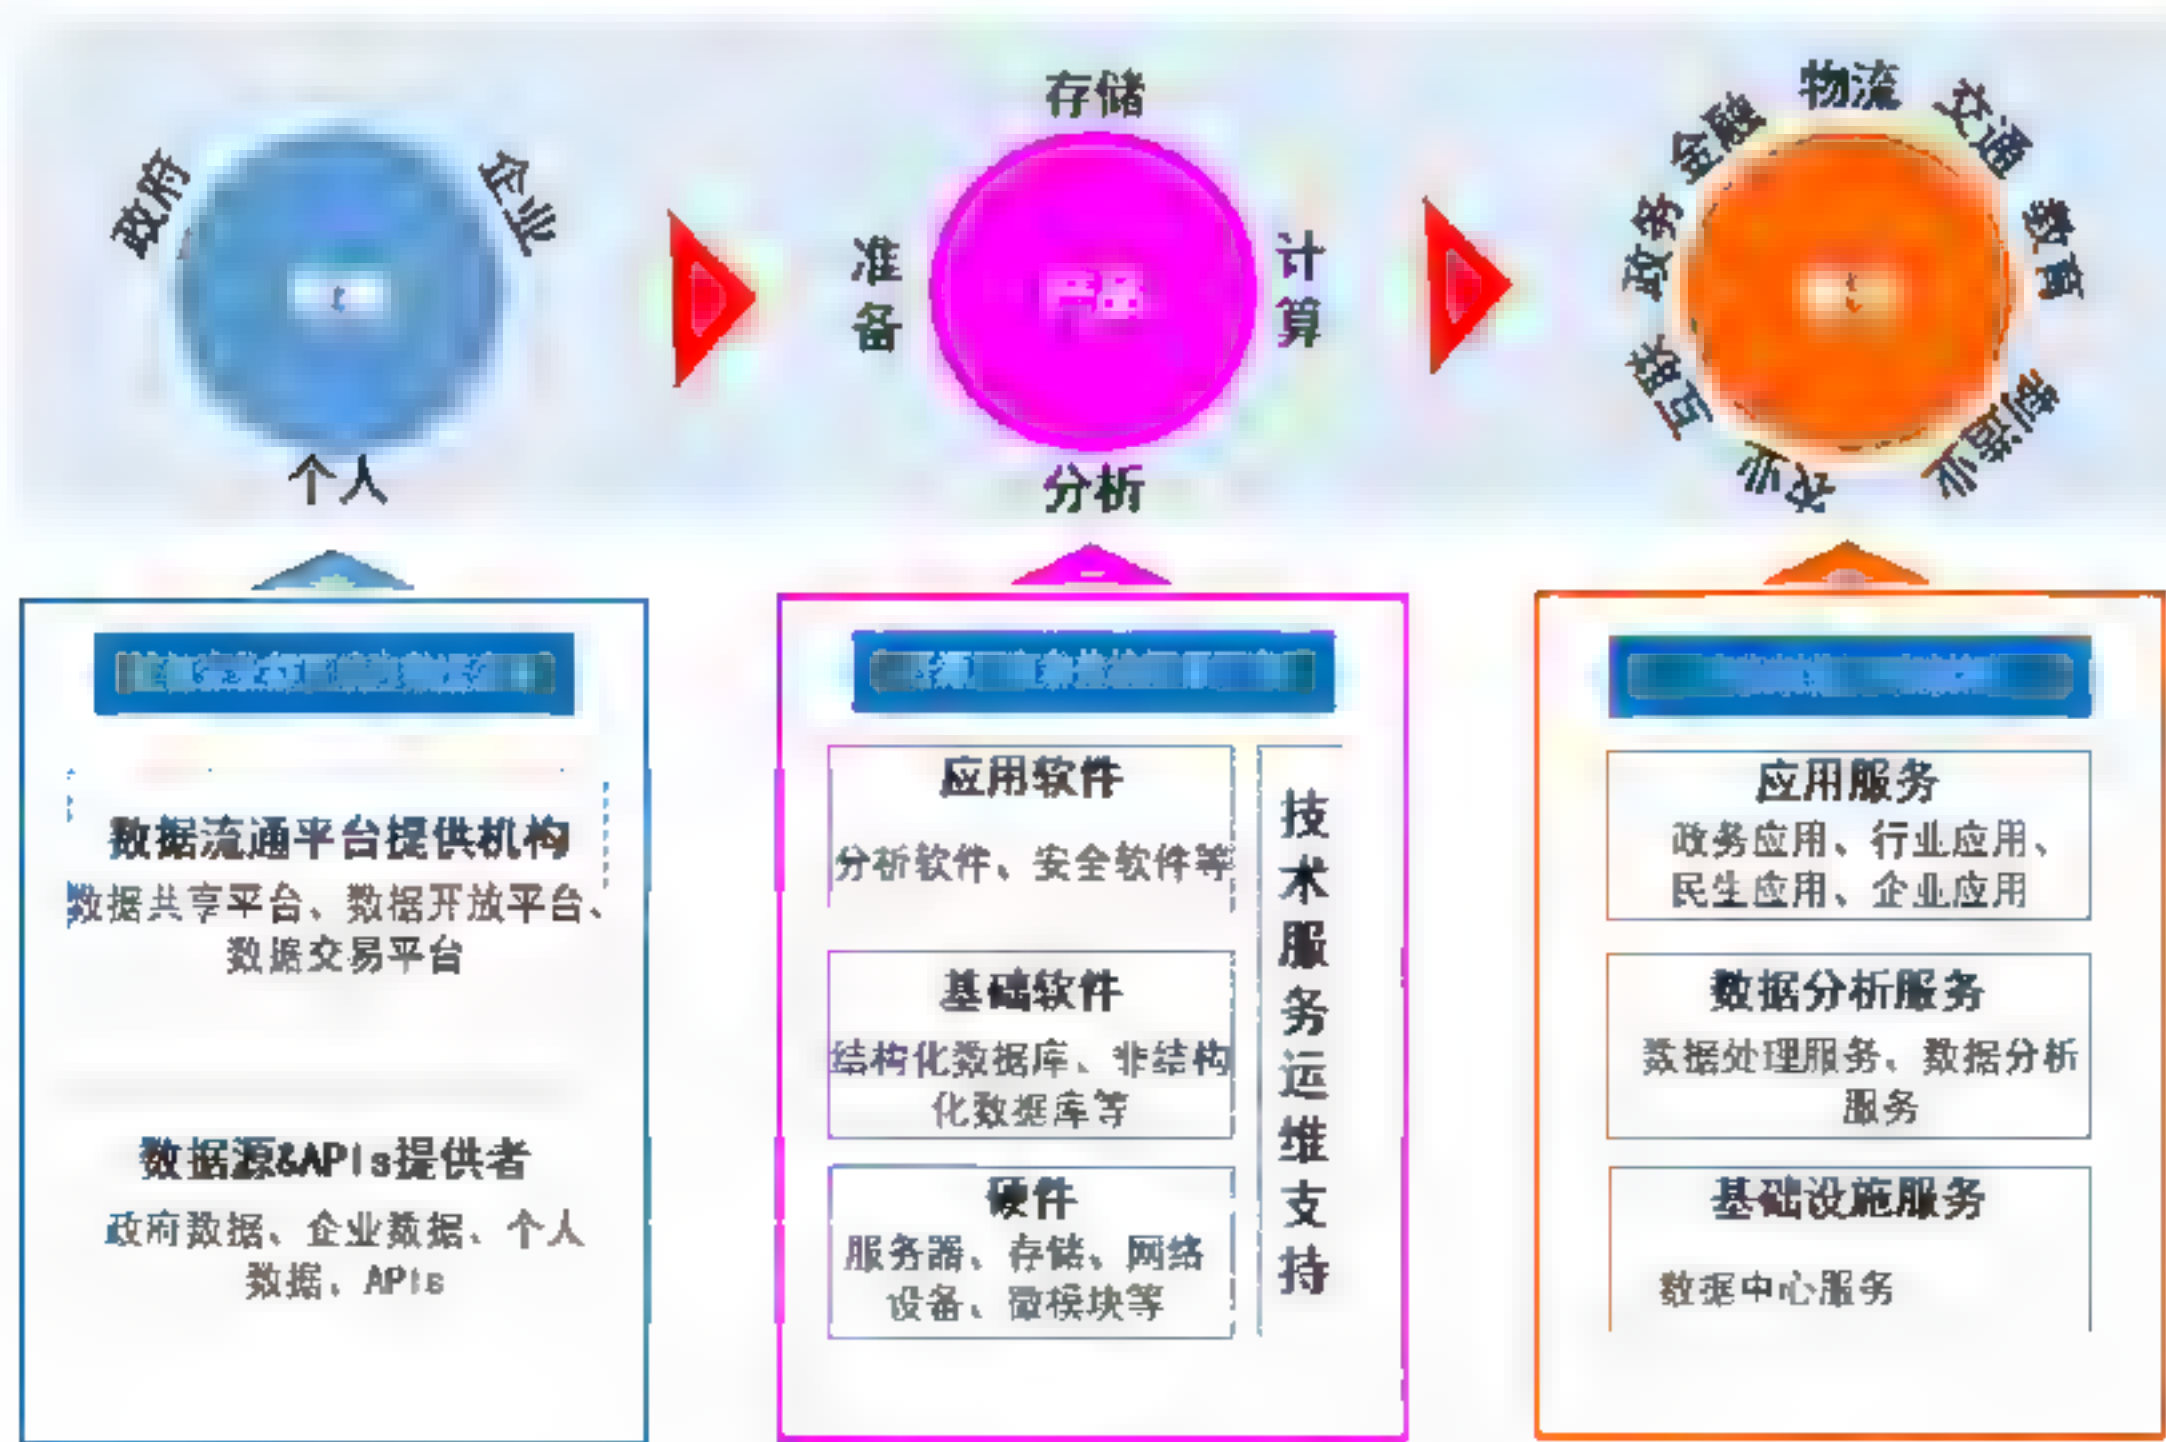 政府
企业
个人
存储
准备
计算
分析
物流
金融
交通
政务
教育
互联
制造业
农业
数据流通平台提供机构
数据共享平台、数据开放平台、
数据交易平台
数据源&APIs提供者
政府数据、企业数据、个人
数据、APIs
应用软件
分析软件、安全软件等
基础软件
结构化数据库、非结构
化数据库等
硬件
服务器、存储、网络
设备、微模块等
技术服务运维支持
应用服务
政务应用、行业应用、
民生应用、企业应用
数据分析服务
数据处理服务、数据分析
服务
基础设施服务
数据中心服务